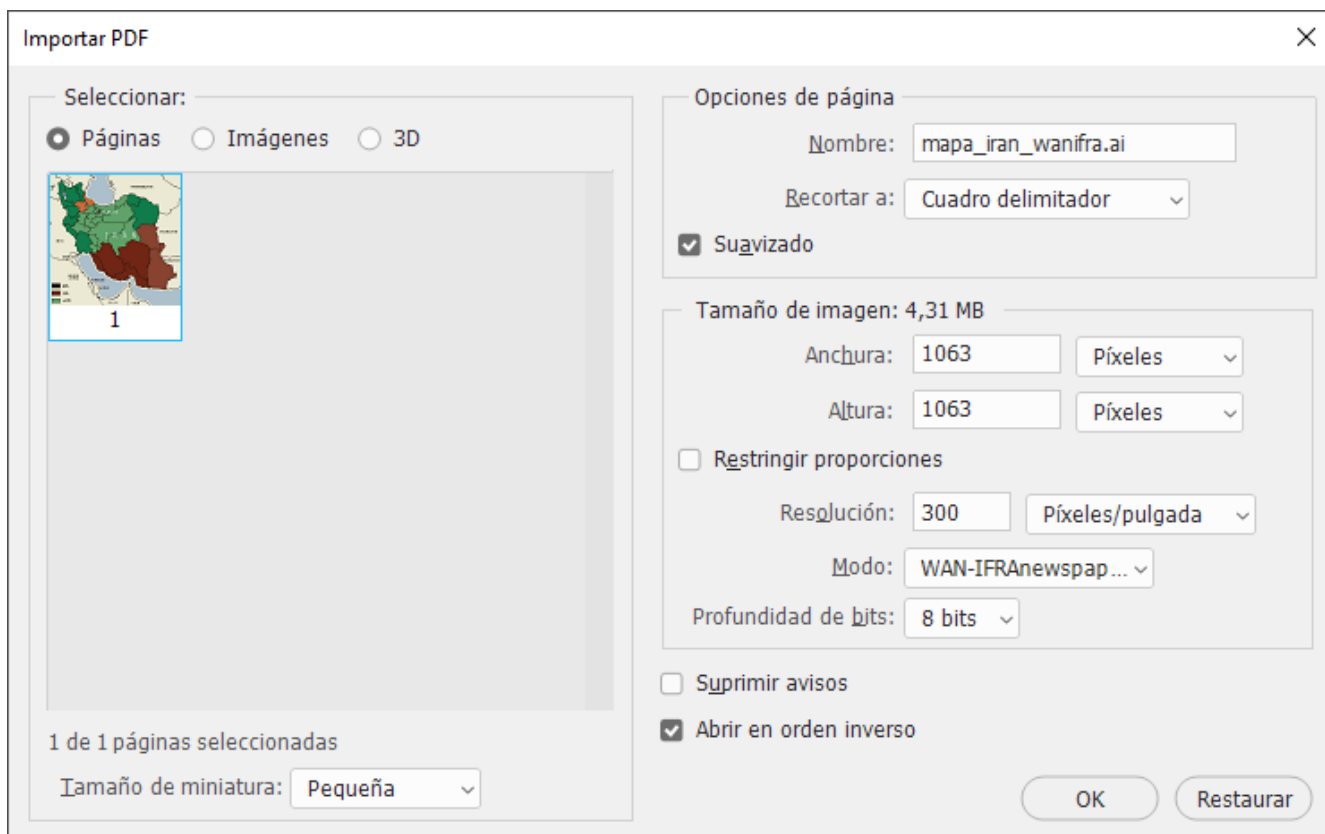 Importar PDF
Seleccionar:
Páginas
Imágenes
3D
1
1 de 1 páginas seleccionadas
Tamaño de miniatura: Pequeña
Opciones de página
Nombre: mapa_iran_wanifra.ai
Recortar a: Cuadro delimitador
Suavizado
Tamaño de imagen: 4,31 MB
Anchura: 1063 Píxeles
Altura: 1063 Píxeles
Restringir proporciones
Resolución: 300 Píxeles/pulgada
Modo: WAN-IFRAnewspap...
Profundidad de bits: 8 bits
Suprimir avisos
Abrir en orden inverso
OK
Restaurar